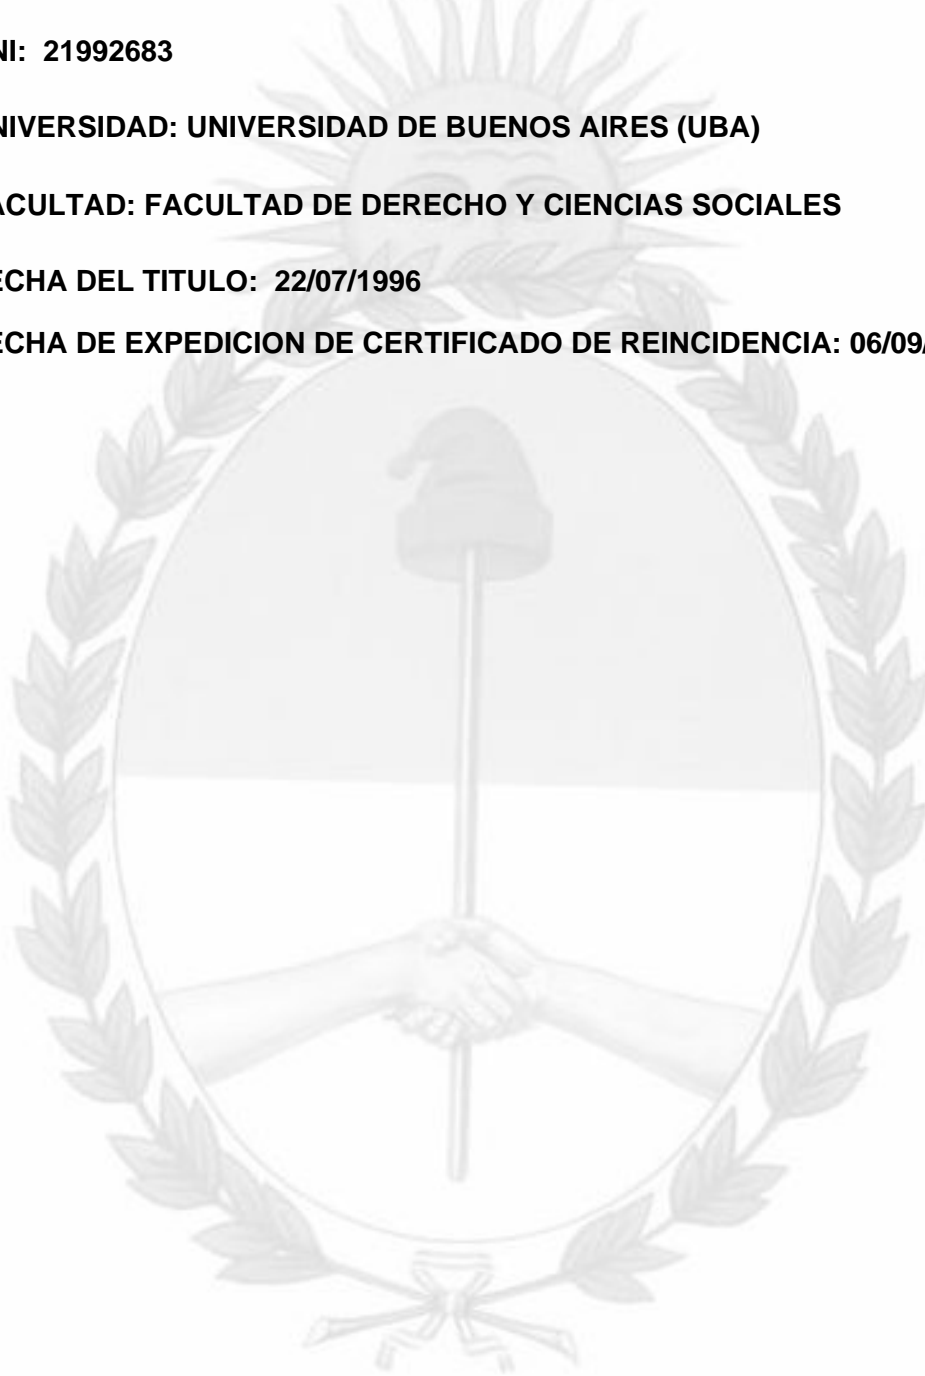 NI: 21992683
NIVERSIDAD: UNIVERSIDAD DE BUENOS AIRES (UBA)
ACULTAD: FACULTAD DE DERECHO Y CIENCIAS SOCIALES
ECHA DEL TITULO: 22/07/1996
ECHA DE EXPEDICION DE CERTIFICADO DE REINCIDENCIA: 06/09/